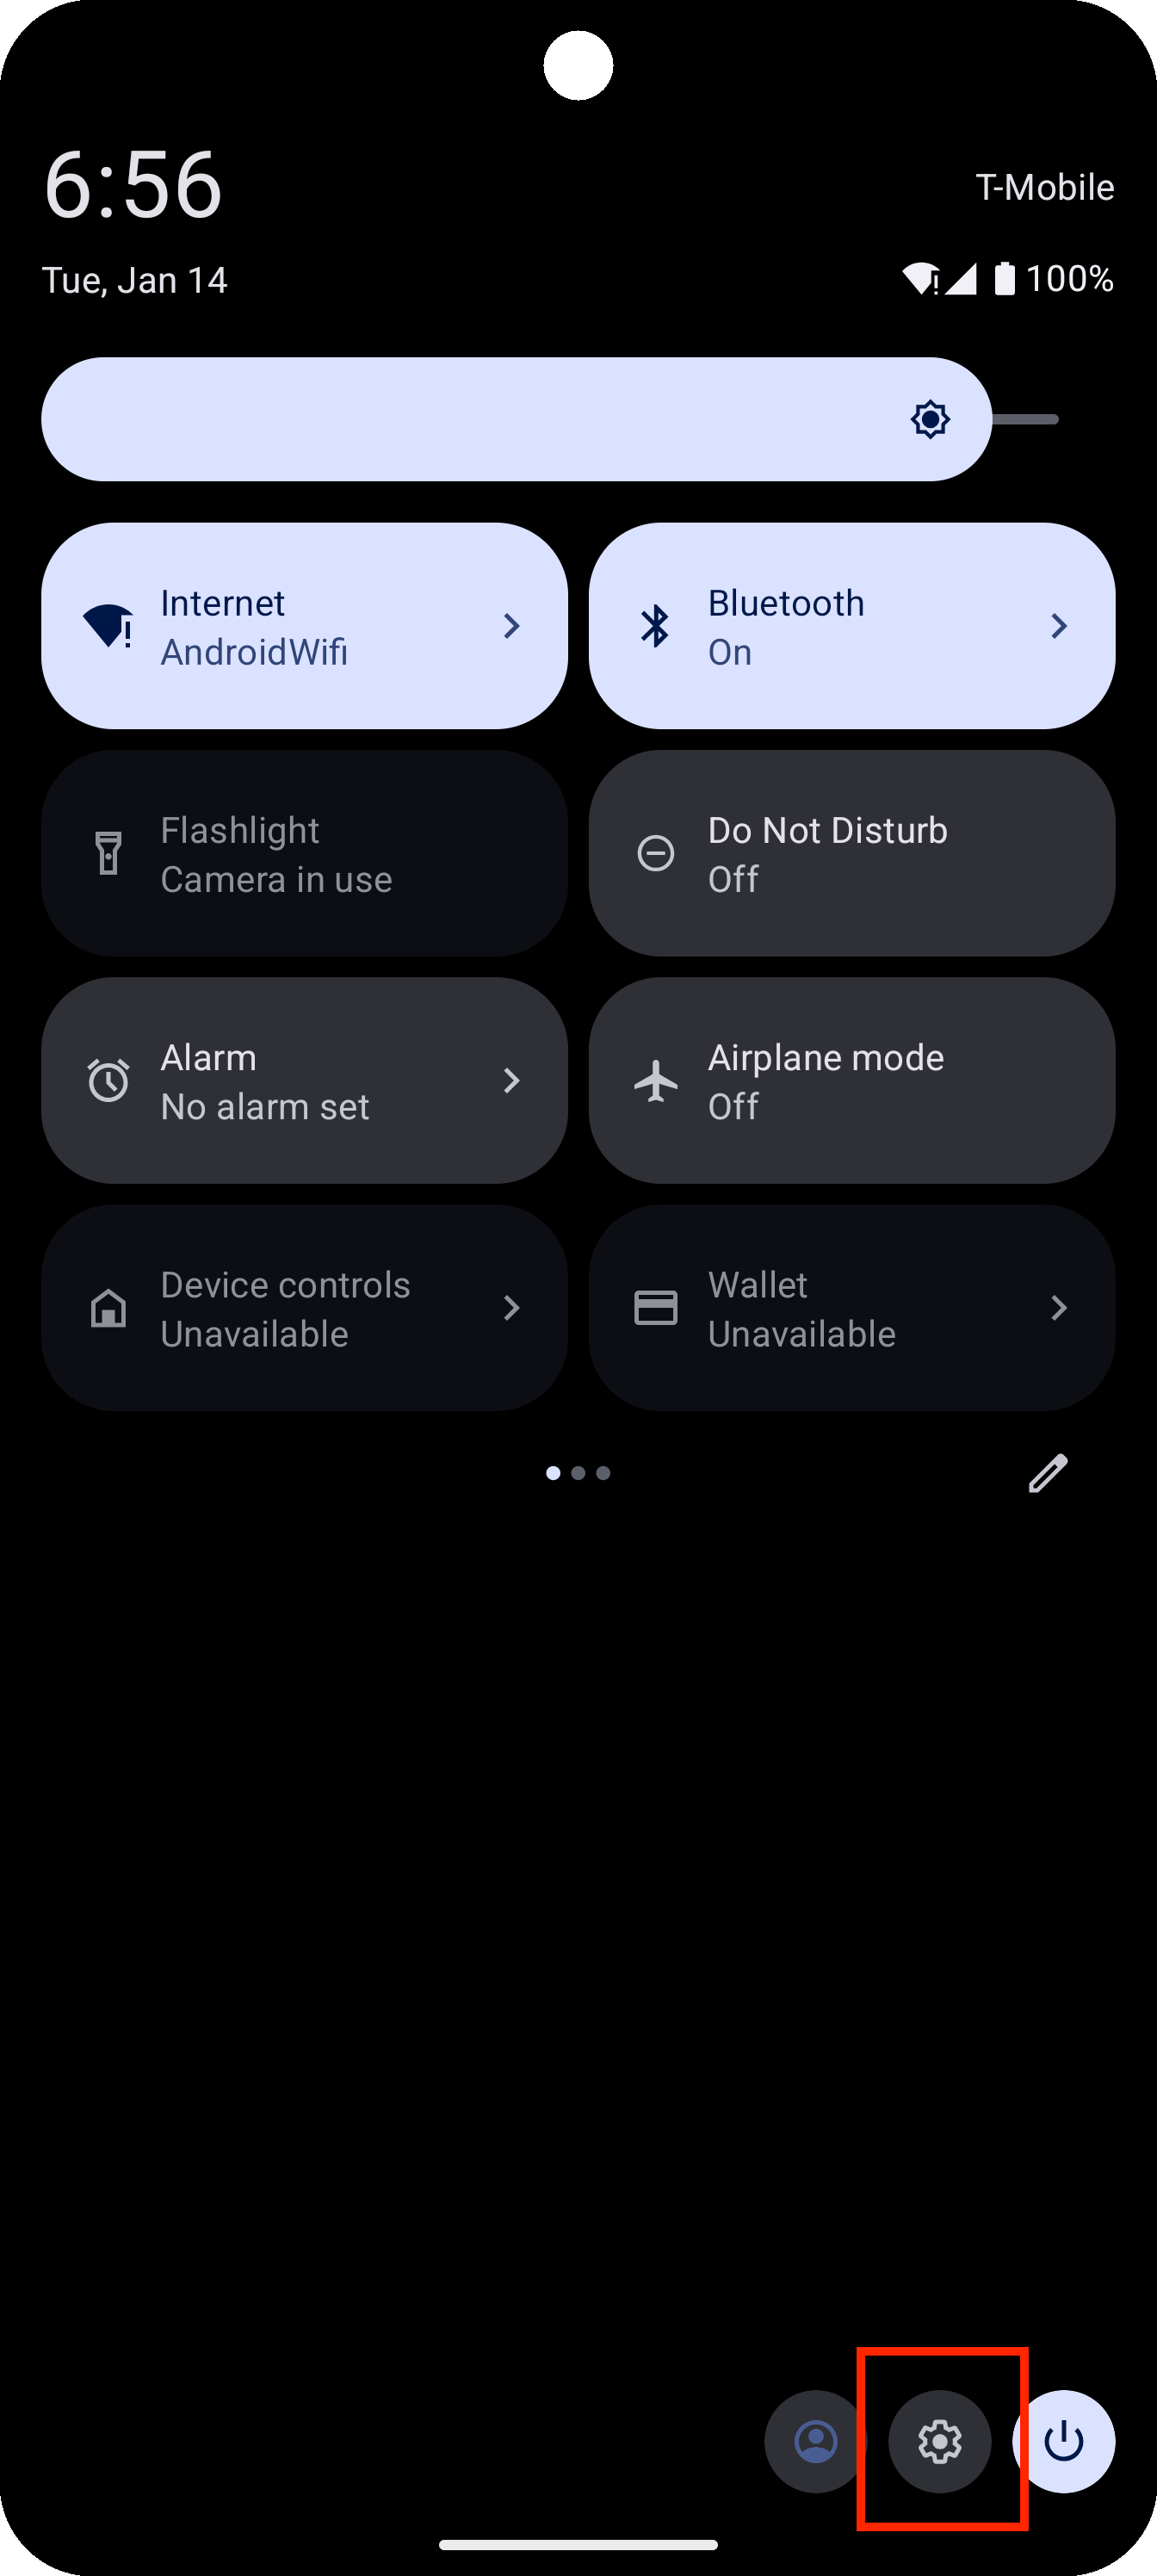 6:56
T-Mobile
Tue, Jan 14
100%
Internet
AndroidWifi
Bluetooth
On
Flashlight
Camera in use
Do Not Disturb
Off
Alarm
No alarm set
Airplane mode
Off
Device controls
Unavailable
Wallet
Unavailable